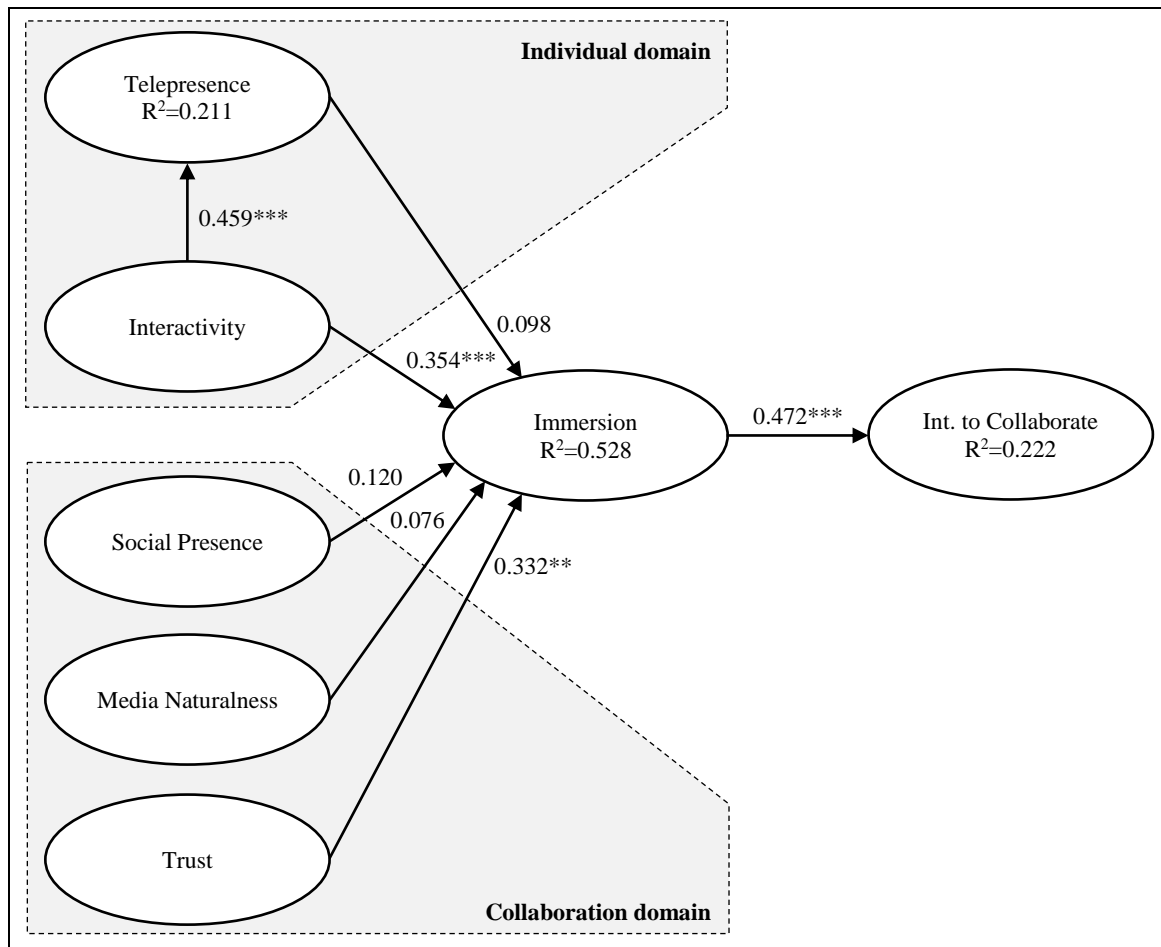 Individual domain
Telepresence
R²=0.211
0.459***
Interactivity
0.098
0.354***
Immersion
R²=0.528
0.472***
Int. to Collaborate
R²=0.222
0.120
Social Presence
0.076
0.332**
Media Naturalness
Trust
Collaboration domain